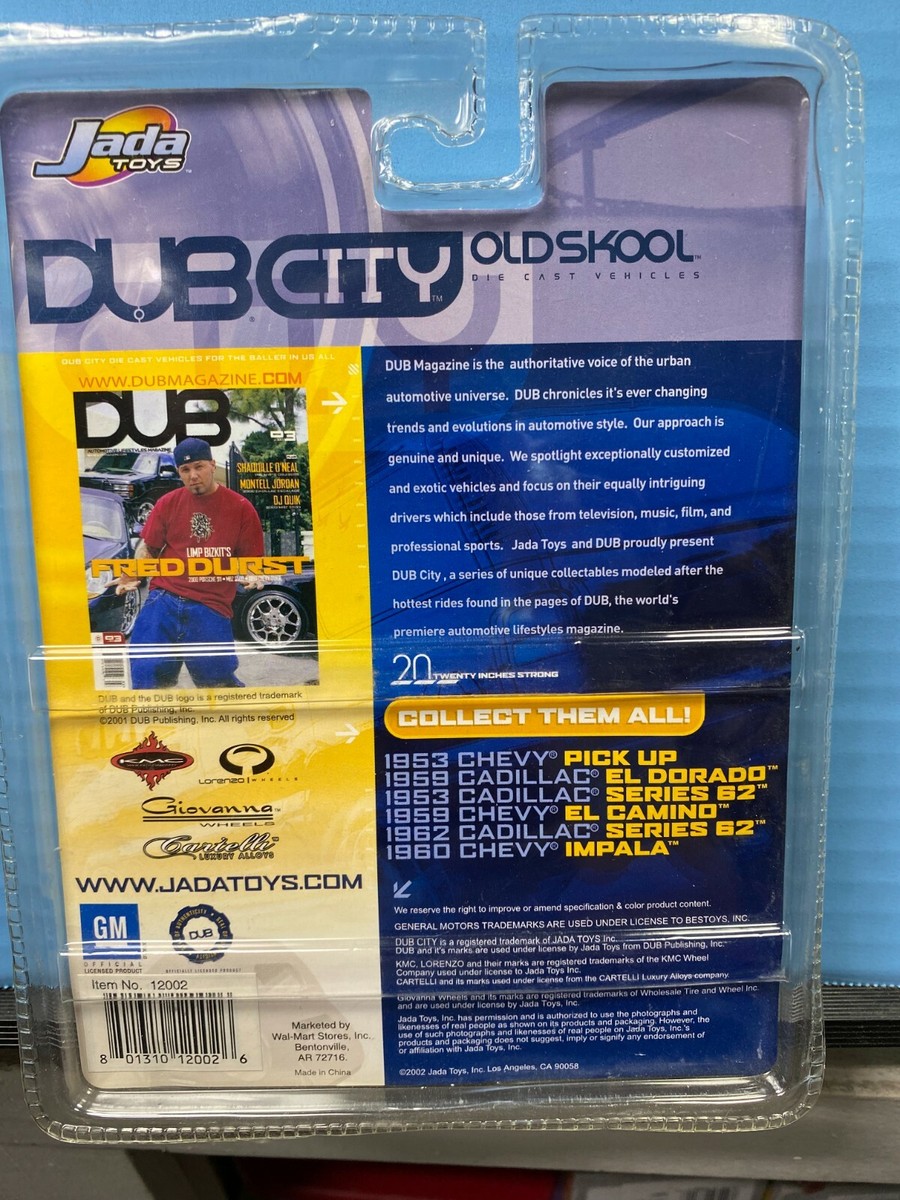 Jada
TOYS™
DUB CITY™
®
OLDSKOOL™
DIE CAST VEHICLES
DUB CITY DIE CAST VEHICLES FOR THE BALLER IN US ALL
WWW.DUBMAGAZINE.COM
DUB
93
AUTOMOTIVE LIFESTYLES MAGAZINE
SHAQUILLE O'NEAL
MONTELL JORDAN
DJ QUIK
LIMP BIZKIT'S
FRED DURST
93
DUB and the DUB logo is a registered trademark
of DUB Publishing, Inc.
©2001 DUB Publishing, Inc. All rights reserved
KMC
LORENZO WHEELS
Giovanna™
WHEELS
Cartelli
LUXURY ALLOYS
WWW.JADATOYS.COM
GM
OFFICIAL
LICENSED PRODUCT
DUB
OFFICIALLY LICENSED PRODUCT
Item No. 12002
8 01310 12002 6
Marketed by
Wal-Mart Stores, Inc.
Bentonville,
AR 72716.
Made in China
DUB Magazine is the authoritative voice of the urban
automotive universe. DUB chronicles it's ever changing
trends and evolutions in automotive style. Our approach is
genuine and unique. We spotlight exceptionally customized
and exotic vehicles and focus on their equally intriguing
drivers which include those from television, music, film, and
professional sports. Jada Toys and DUB proudly present
DUB City, a series of unique collectables modeled after the
hottest rides found in the pages of DUB, the world's
premiere automotive lifestyles magazine.
20 TWENTY INCHES STRONG
COLLECT THEM ALL!
1953 CHEVY® PICK UP
1959 CADILLAC® EL DORADO™
1953 CADILLAC® SERIES 62™
1959 CHEVY® EL CAMINO™
1962 CADILLAC® SERIES 62™
1960 CHEVY® IMPALA™
We reserve the right to improve or amend specification & color product content.
GENERAL MOTORS TRADEMARKS ARE USED UNDER LICENSE TO BESTOYS, INC.
DUB CITY is a registered trademark of JADA TOYS Inc.
DUB and it's marks are used under license by Jada Toys from DUB Publishing, Inc.
KMC, LORENZO and their marks are registered trademarks of the KMC Wheel
Company used under license to Jada Toys Inc.
CARTELLI and its marks used under license from the CARTELLI Luxury Alloys company.
Giovanna Wheels and its marks are registered trademarks of Wholesale Tire and Wheel Inc.
and are used under license by Jada Toys, Inc.
Jada Toys, Inc. has permission and is authorized to use the photographs and
likenesses of real people as shown on its products and packaging. However, the
use of such photographs and likenesses of real people on Jada Toys, Inc.'s
products and packaging does not suggest, imply or signify any endorsement of
or affiliation with Jada Toys, Inc.
©2002 Jada Toys, Inc. Los Angeles, CA 90058